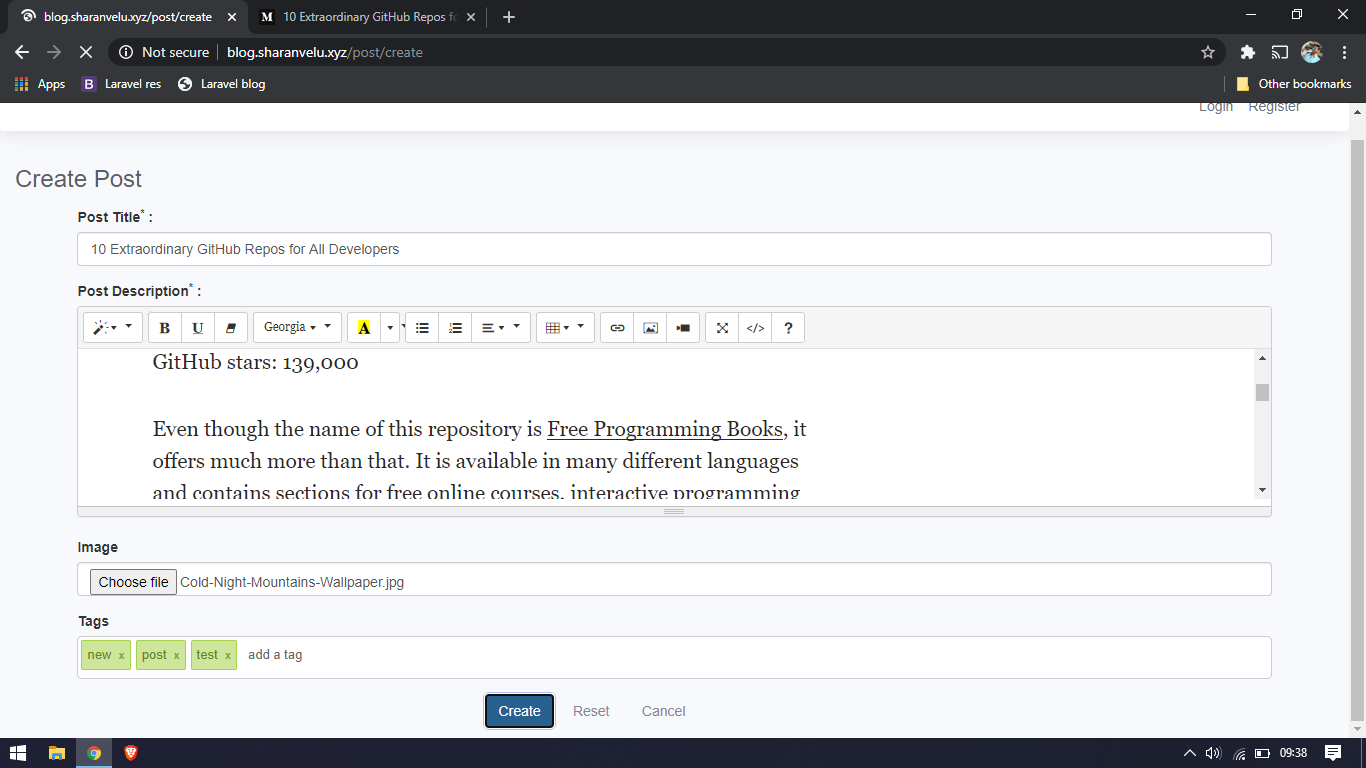 blog.sharanvelu.xyz/post/create
M 10 Extraordinary GitHub Repos fo
Not secure blog.sharanvelu.xyz/post/create
Apps B Laravel res Laravel blog Other bookmarks
Login Register
Create Post
Post Title* :
10 Extraordinary GitHub Repos for All Developers
Post Description* :
B U Georgia A </> ?
GitHub stars: 139,000
Even though the name of this repository is Free Programming Books, it
offers much more than that. It is available in many different languages
and contains sections for free online courses, interactive programming
Image
Choose file Cold-Night-Mountains-Wallpaper.jpg
Tags
new x post x test x add a tag
Create Reset Cancel
09:38